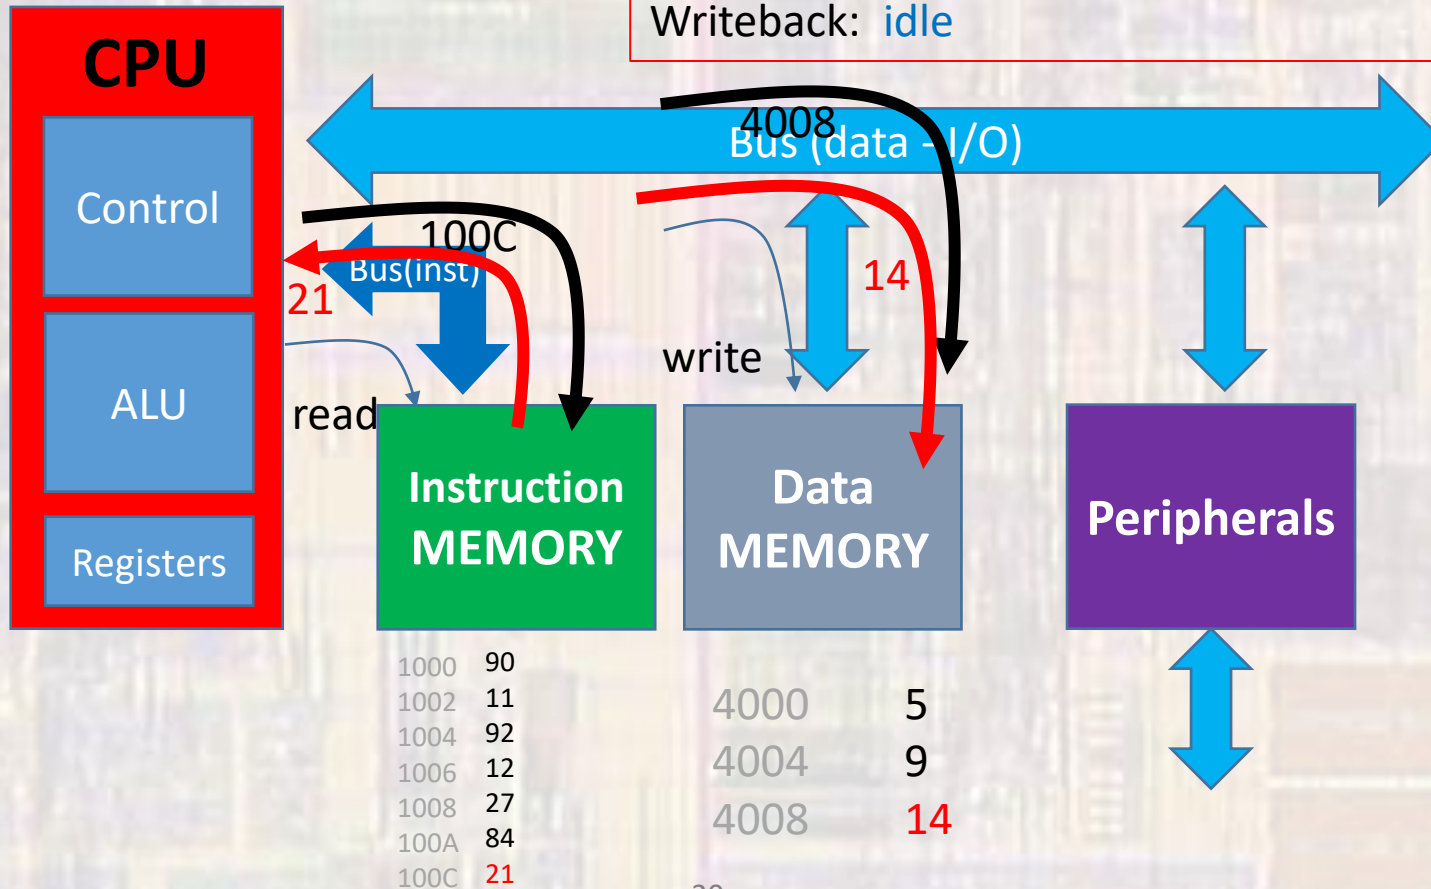 Writeback: idle
CPU
4008
Bus (data - I/O)
Control
100C
Bus(inst)
21
14
write
ALU
read
Instruction
MEMORY
Data
MEMORY
Peripherals
Registers
1000 90
1002 11
1004 92
1006 12
1008 27
100A 84
100C 21
4000 5
4004 9
4008 14